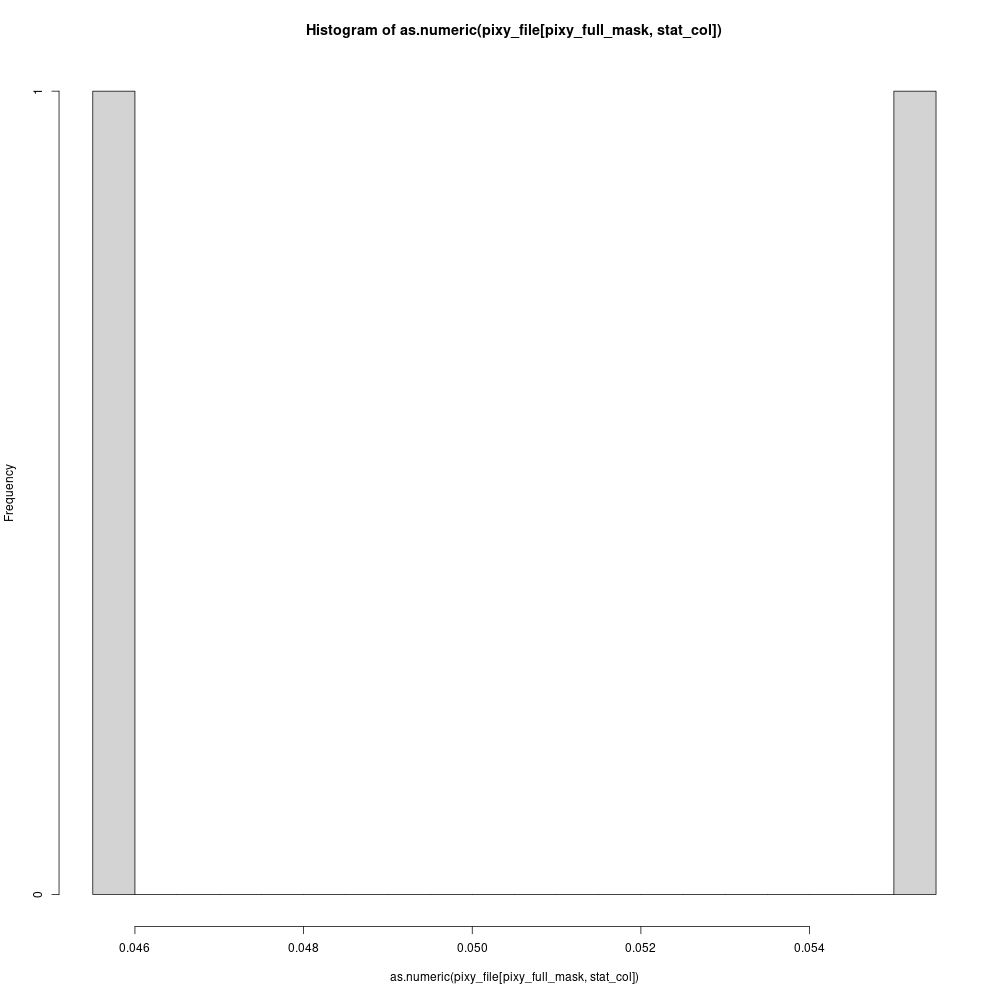 Histogram of as.numeric(pixy_file[pixy_full_mask, stat_col])
Frequency
1
0
0.046 0.048 0.050 0.052 0.054
as.numeric(pixy_file[pixy_full_mask, stat_col])